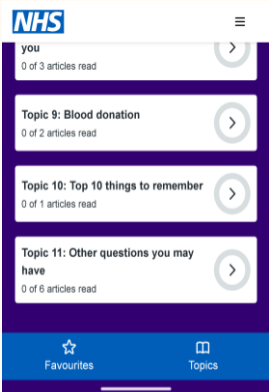 NHS
you
0 of 3 articles read
Topic 9: Blood donation
0 of 2 articles read
Topic 10: Top 10 things to remember
0 of 1 articles read
Topic 11: Other questions you may
have
0 of 6 articles read
Favourites
Topics